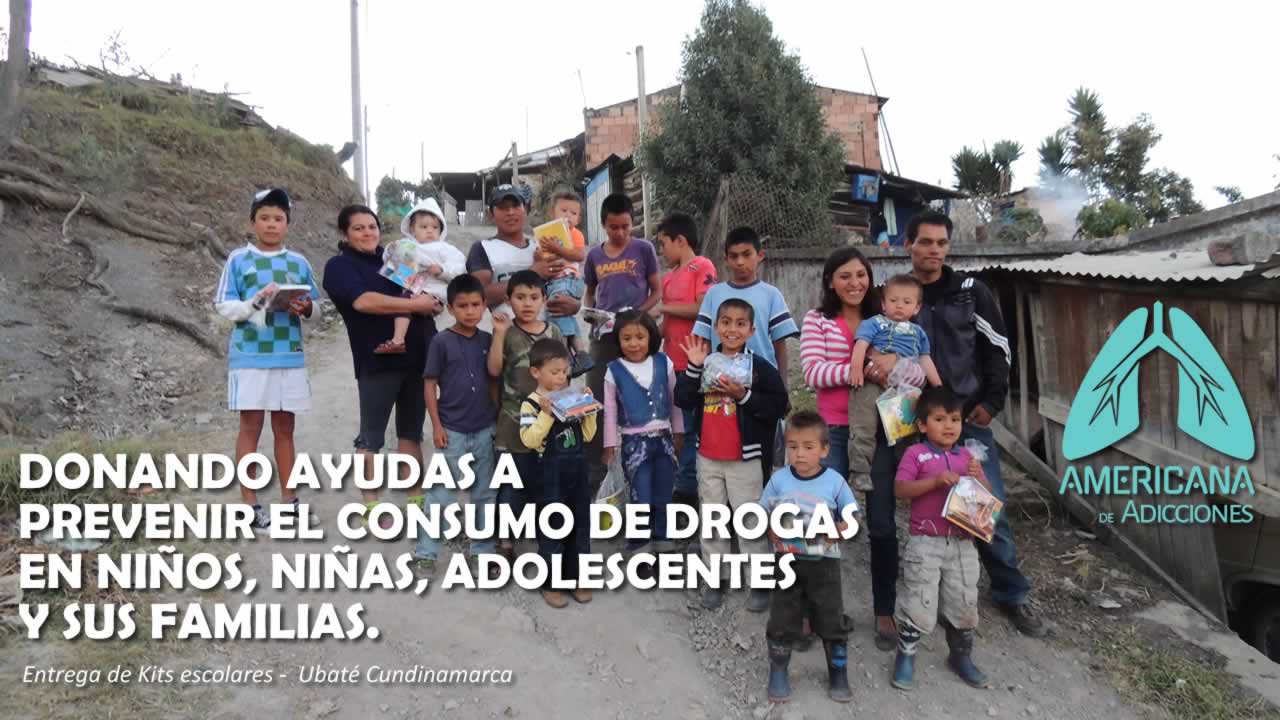 DONANDO AYUDAS A
PREVENIR EL CONSUMO DE DROGAS
EN NIÑOS, NIÑAS, ADOLESCENTES
Y SUS FAMILIAS.
Entrega de Kits escolares - Ubaté Cundinamarca
AMERICANA
DE ADICCIONES